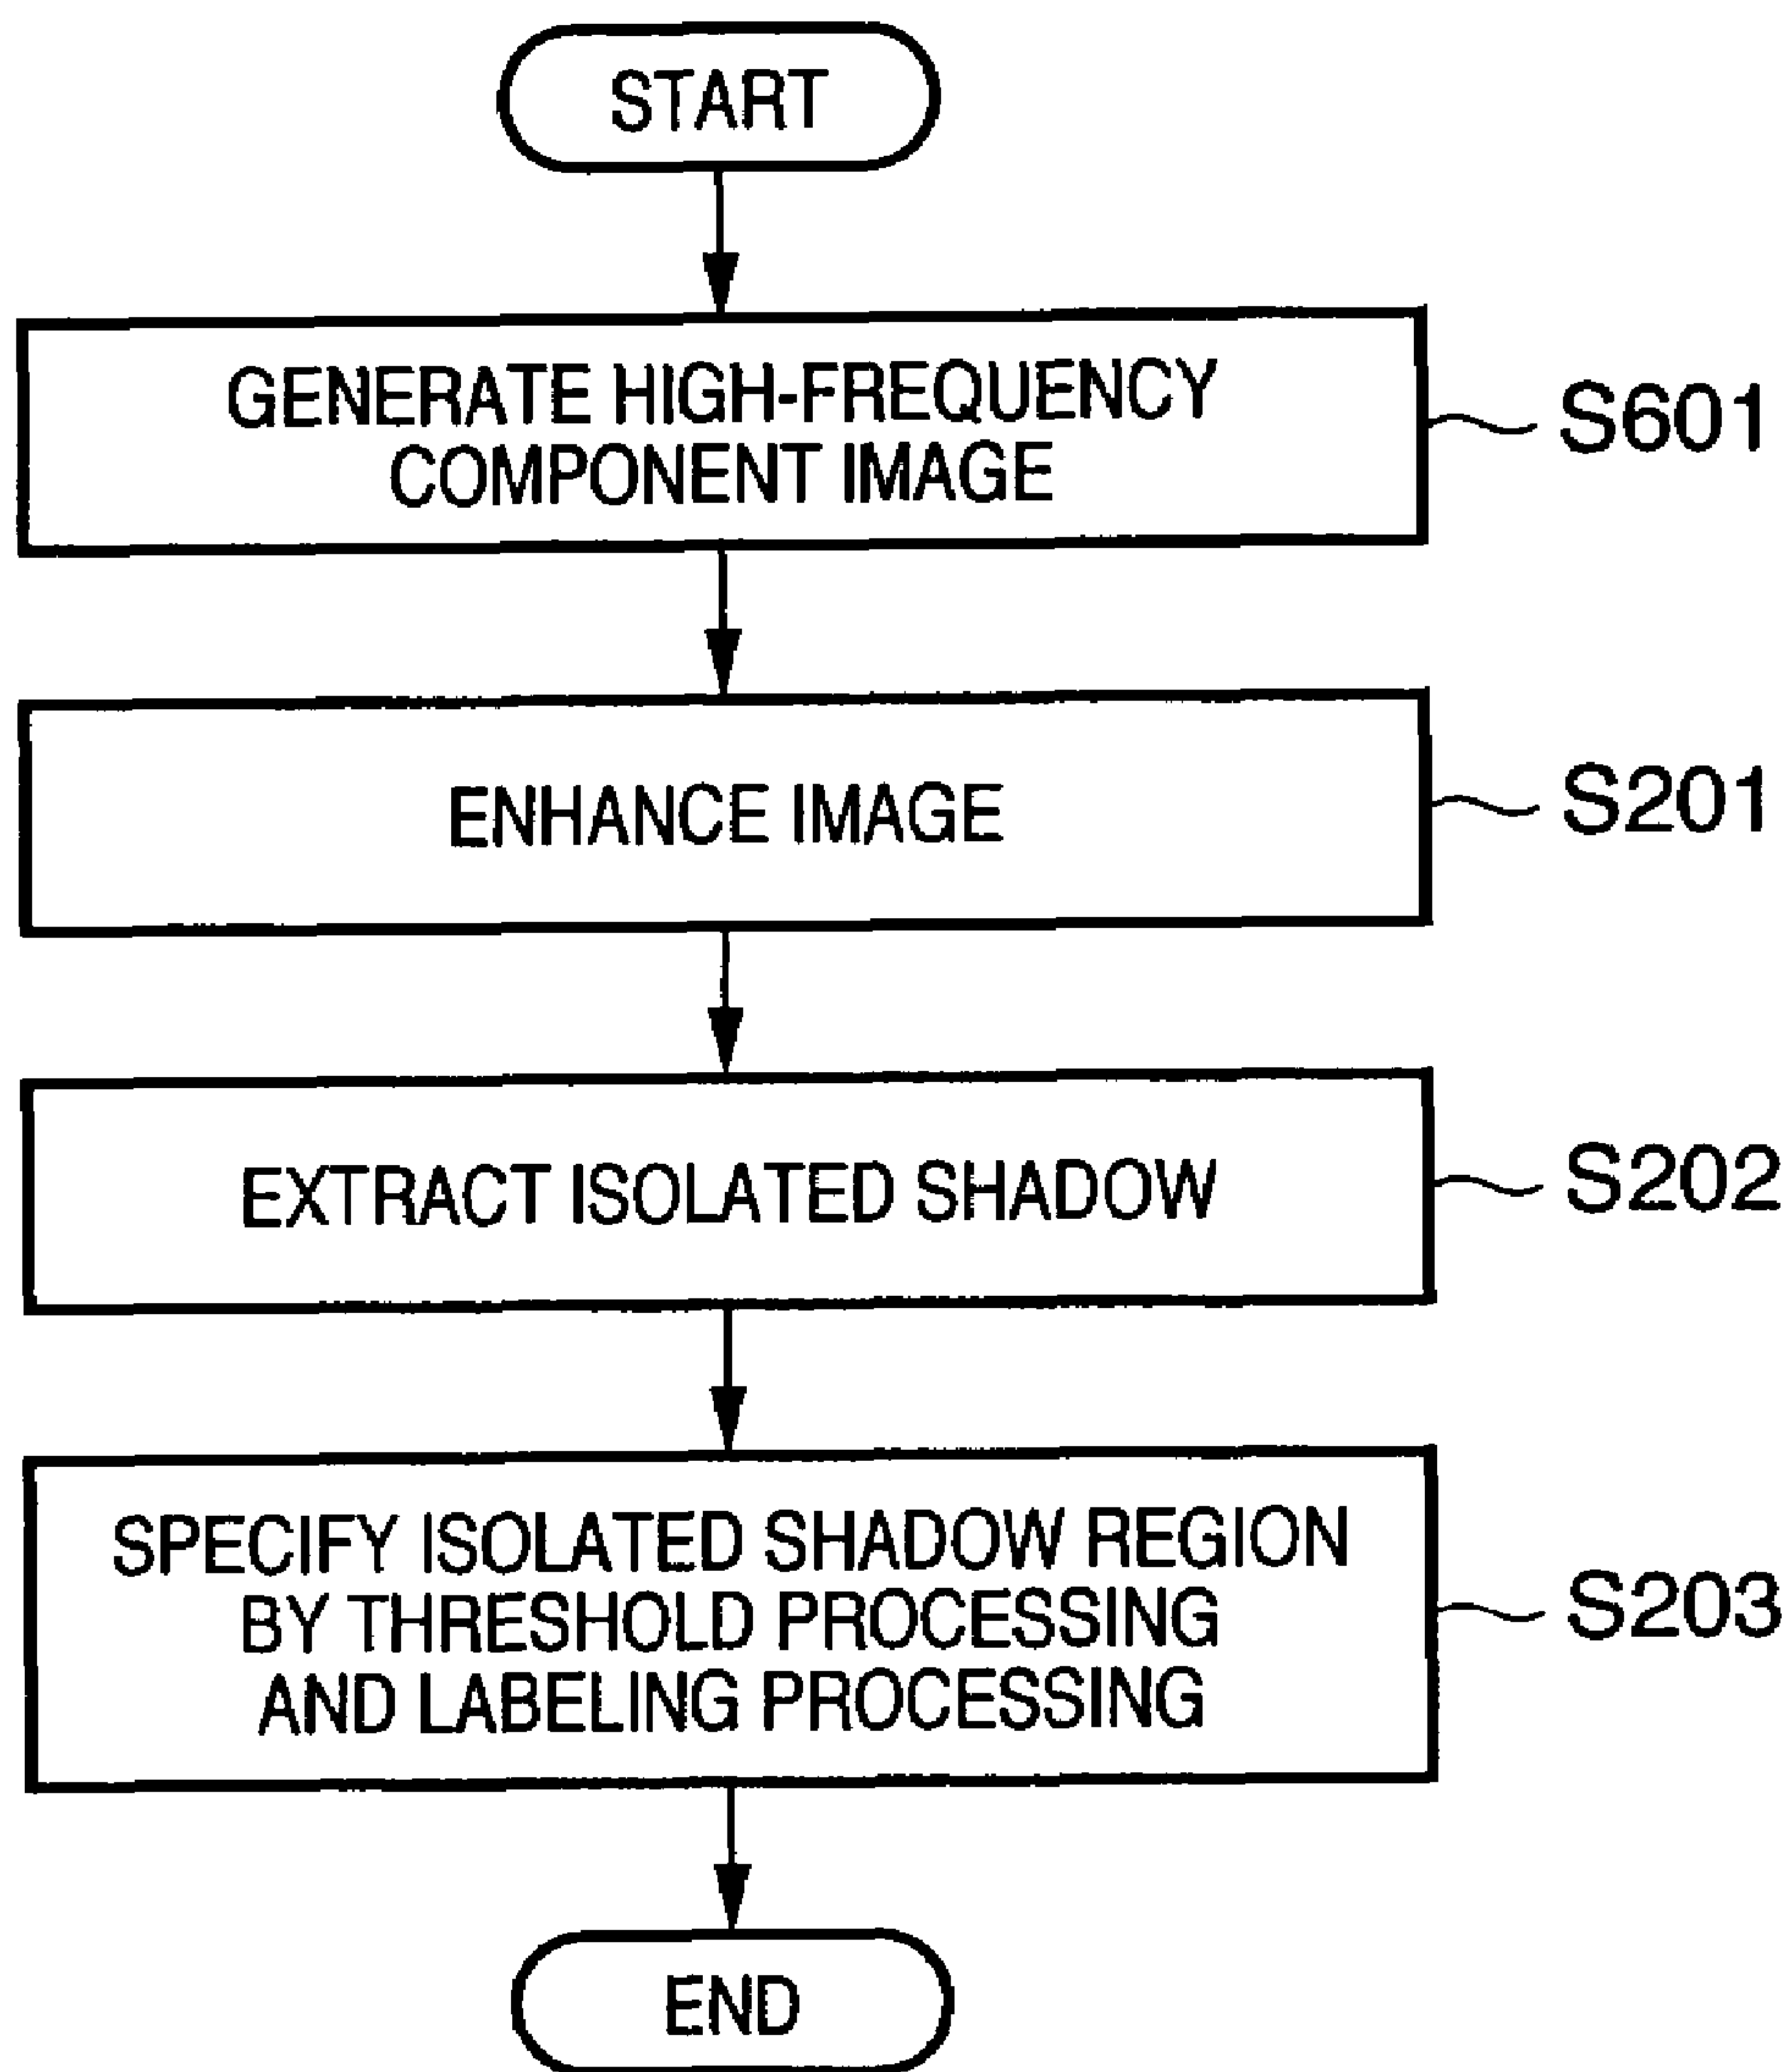 START
GENERATE HIGH-FREQUENCY
COMPONENT IMAGE
S601
ENHANCE IMAGE
S201
EXTRACT ISOLATED SHADOW
S202
SPECIFY ISOLATED SHADOW REGION
BY THRESHOLD PROCESSING
AND LABELING PROCESSING
S203
END